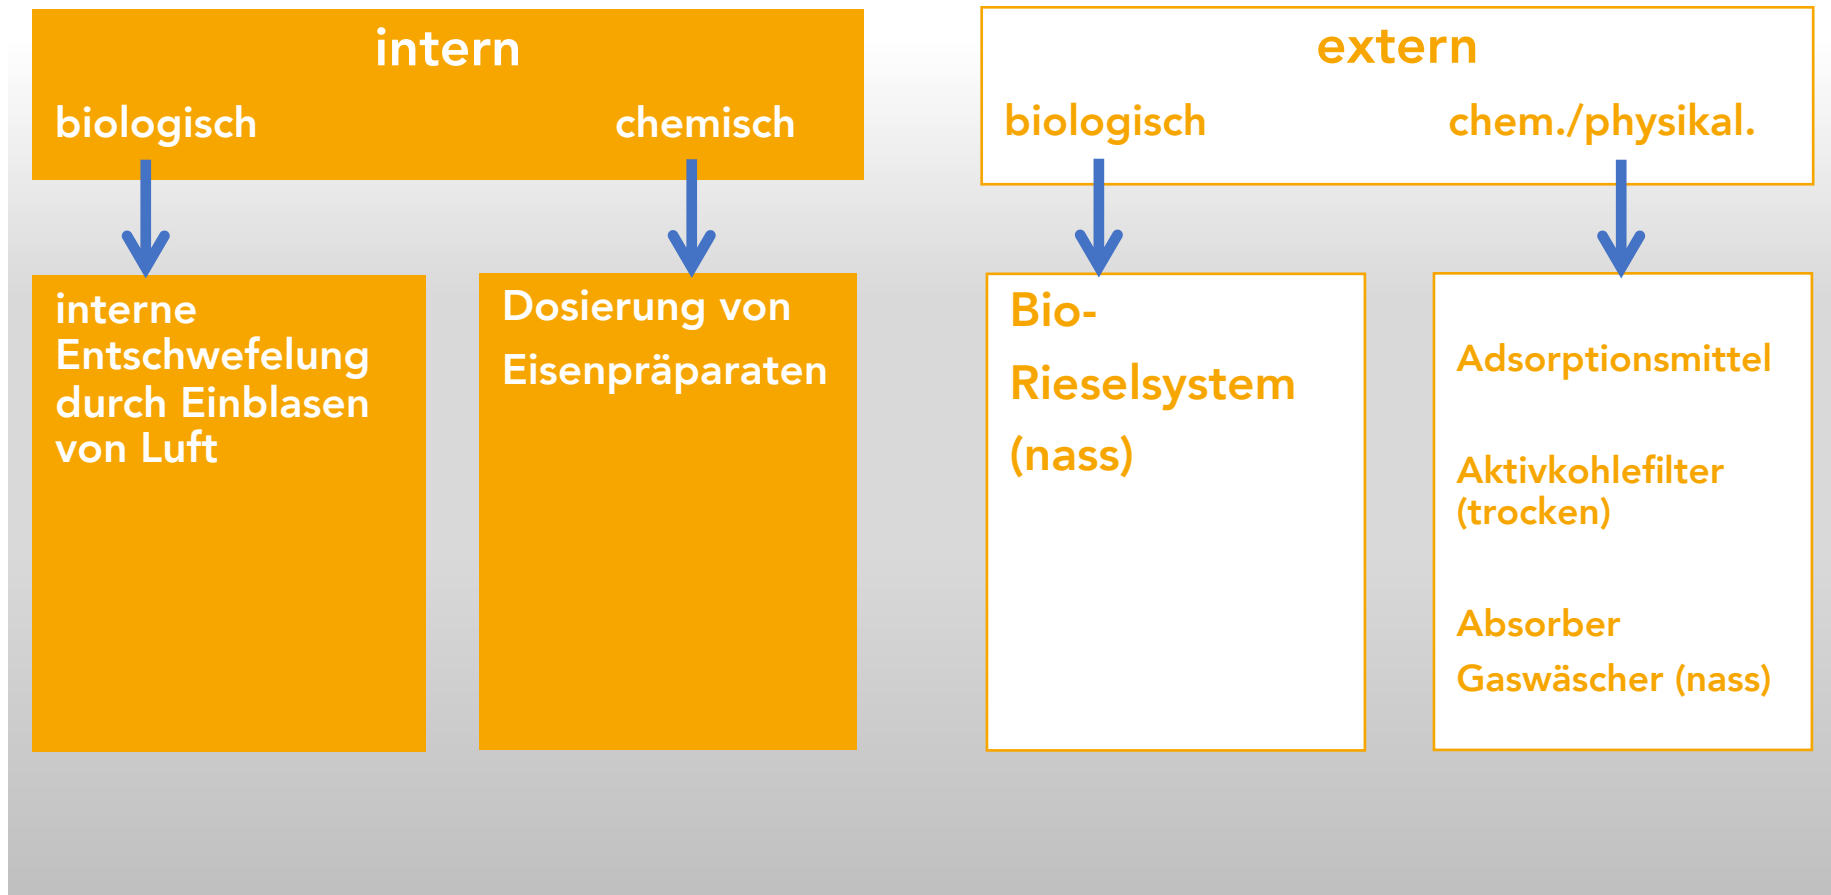 intern
biologisch
chemisch
interne
Entschwefelung
durch Einblasen
von Luft
Dosierung von
Eisenpräparaten
extern
biologisch
chem./physikal.
Bio-
Rieselsystem
(nass)
Adsorptionsmittel
Aktivkohlefilter
(trocken)
Absorber
Gaswäscher (nass)